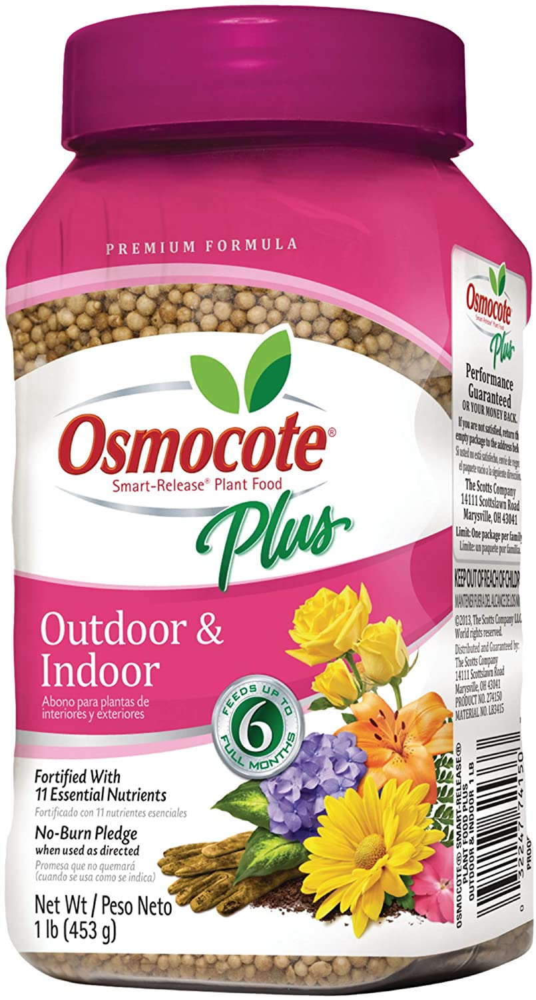 PREMIUM FORMULA
Osmocote®
Smart-Release® Plant Food
Plus
Outdoor &
Indoor
Abono para plantas de
interiores y exteriores
FEEDS UP TO
6
FULL MONTHS
Fortified With
11 Essential Nutrients
Fortificado con 11 nutrientes esenciales
No-Burn Pledge
when used as directed
Promesa que no quemará
(cuando se usa como se indica)
Net Wt / Peso Neto
1 lb (453 g)
Osmocote®
Smart-Release® Plant Food
Plus
Performance
Guaranteed
OR YOUR MONEY BACK.
If you are not satisfied, return th
empty package to the address bel
Si usted no está satisfecho, envíe de regre
el paquete vacío a la siguiente dirección
The Scotts Company
14111 Scottslawn Road
Marysville, OH 43041
Limit: One package per family
Límite: un paquete por familia
KEEP OUT OF REACH OF CHILDR
MANTENER FUERA DEL ALCANCE DE LOS
©2013, The Scotts Company LLC
World rights reserved.
Distributed and Guaranteed by:
The Scotts Company
14111 Scottslawn Road
Marysville, OH 43041
PRODUCT NO. 274150
MATERIAL NO. LB3415
OSMOCOTE® SMART-RELEASE®
PLANT FOOD PLUS
OUTDOOR & INDOOR 1 LB
0 32247 74150
PROOF